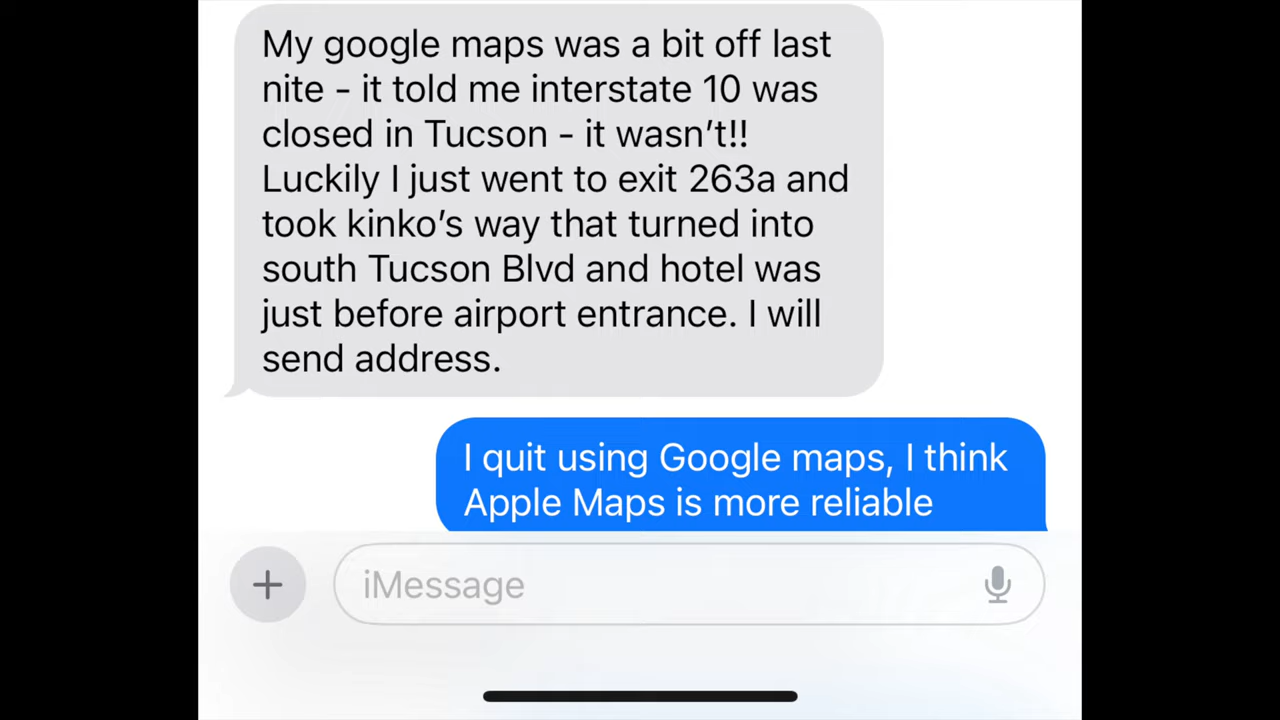 My google maps was a bit off last
nite - it told me interstate 10 was
closed in Tucson - it wasn't!!
Luckily I just went to exit 263a and
took kinko's way that turned into
south Tucson Blvd and hotel was
just before airport entrance. I will
send address.
I quit using Google maps, I think
Apple Maps is more reliable
iMessage